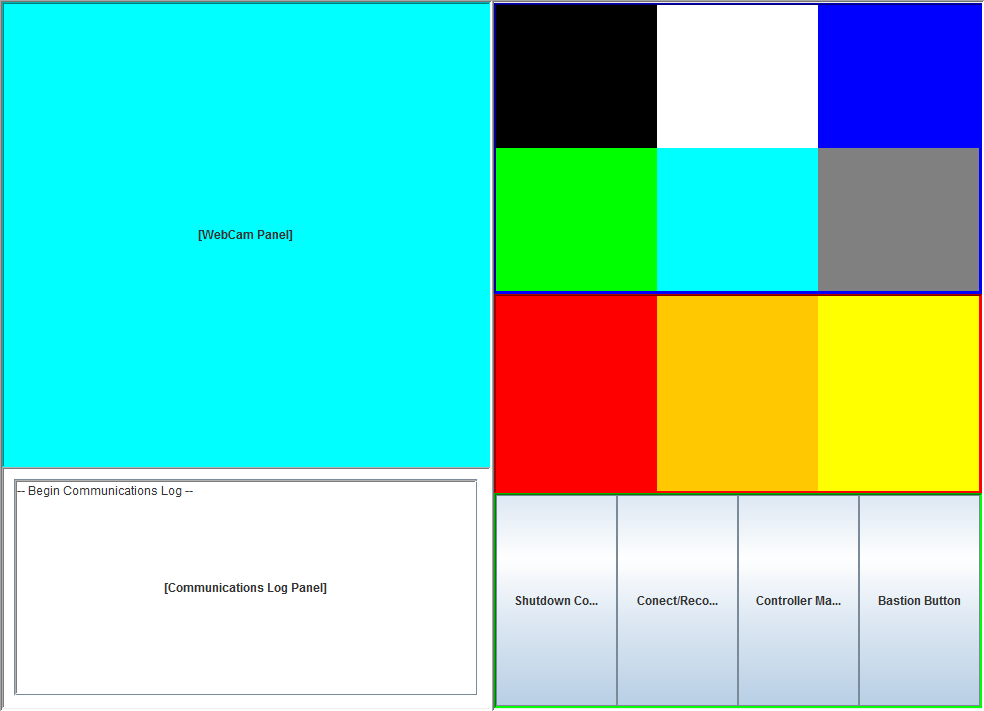 [WebCam Panel]
-- Begin Communications Log --
[Communications Log Panel]
Shutdown Co...
Conect/Reco...
Controller Ma...
Bastion Button